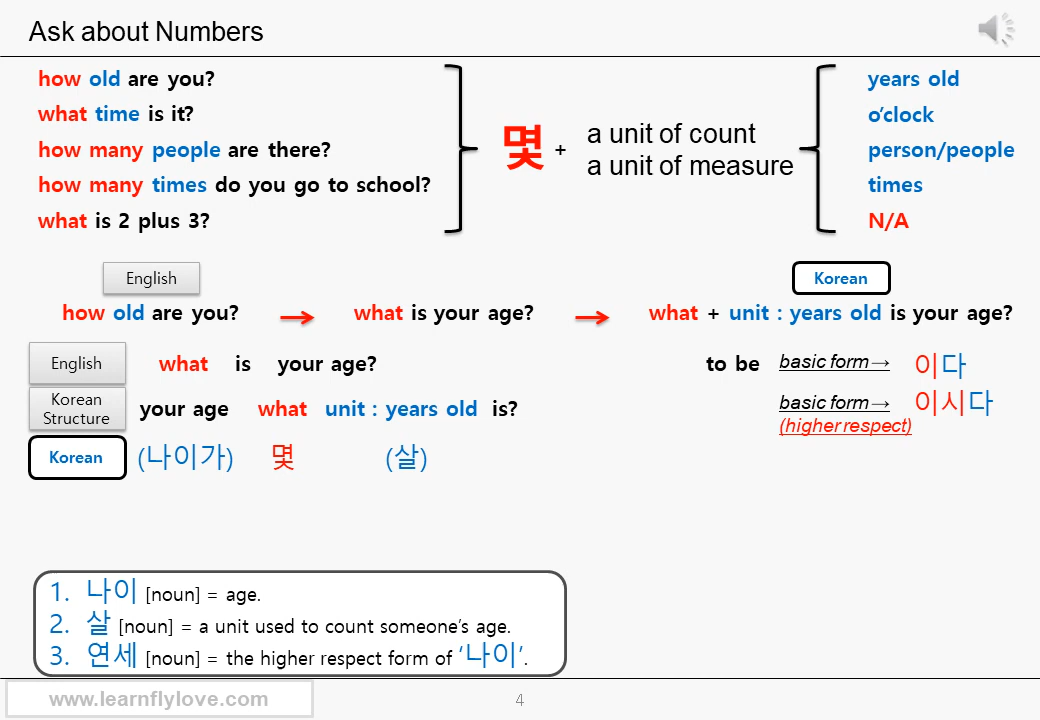 Ask about Numbers
how old are you?
what time is it?
how many people are there?
how many times do you go to school?
what is 2 plus 3?
몇 +
a unit of count
a unit of measure
years old
o'clock
person/people
times
N/A
English
Korean
how old are you? → what is your age? → what + unit : years old is your age?
English what is your age?
to be basic form→ 이다
Korean Structure your age what unit : years old is?
basic form→ 이시다
(higher respect)
Korean (나이가) 몇 (살)
1. 나이 [noun] = age.
2. 살 [noun] = a unit used to count someone's age.
3. 연세 [noun] = the higher respect form of '나이'.
www.learnflylove.com
4